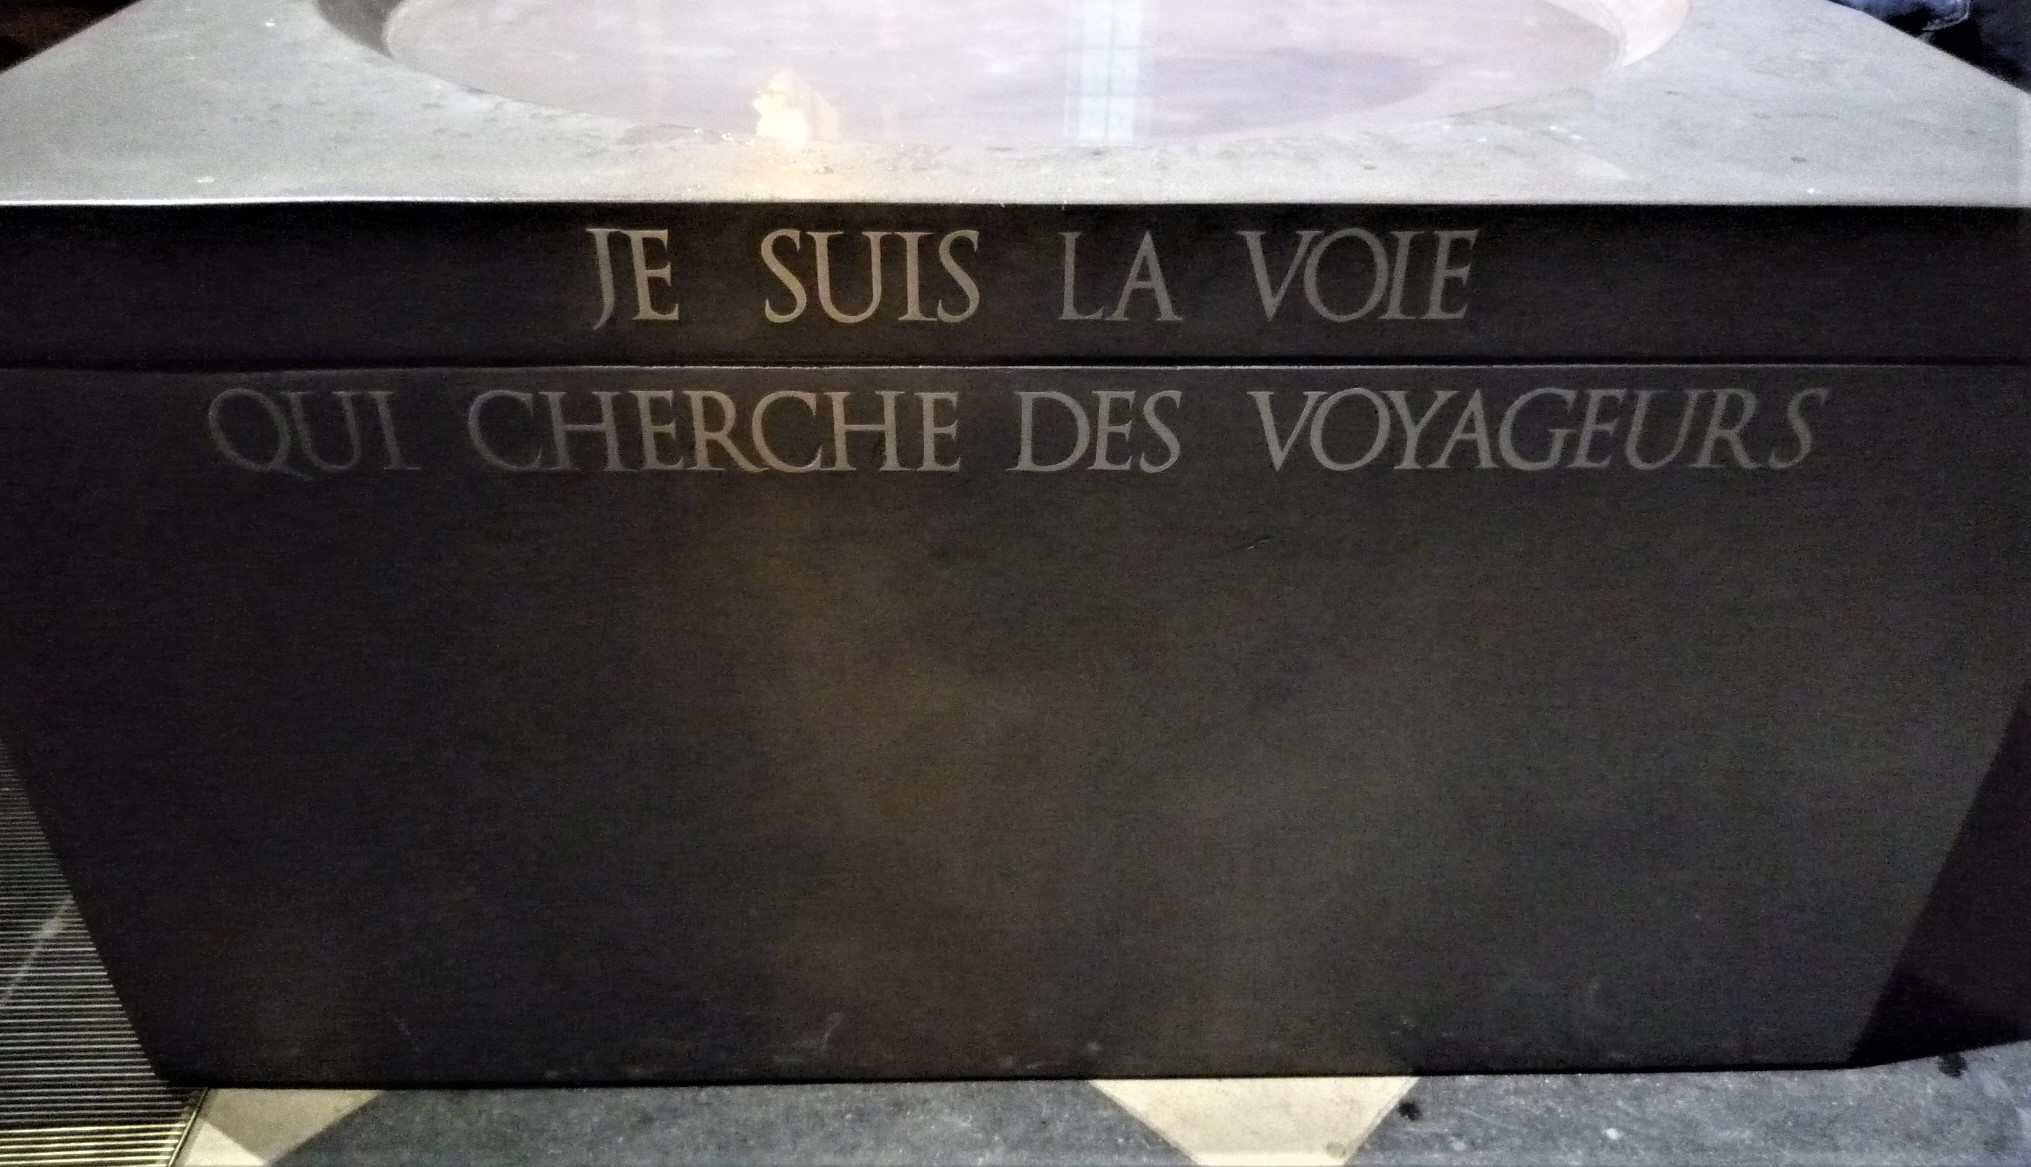 JE SUIS LA VOIE
QUI CHERCHE DES VOYAGEURS